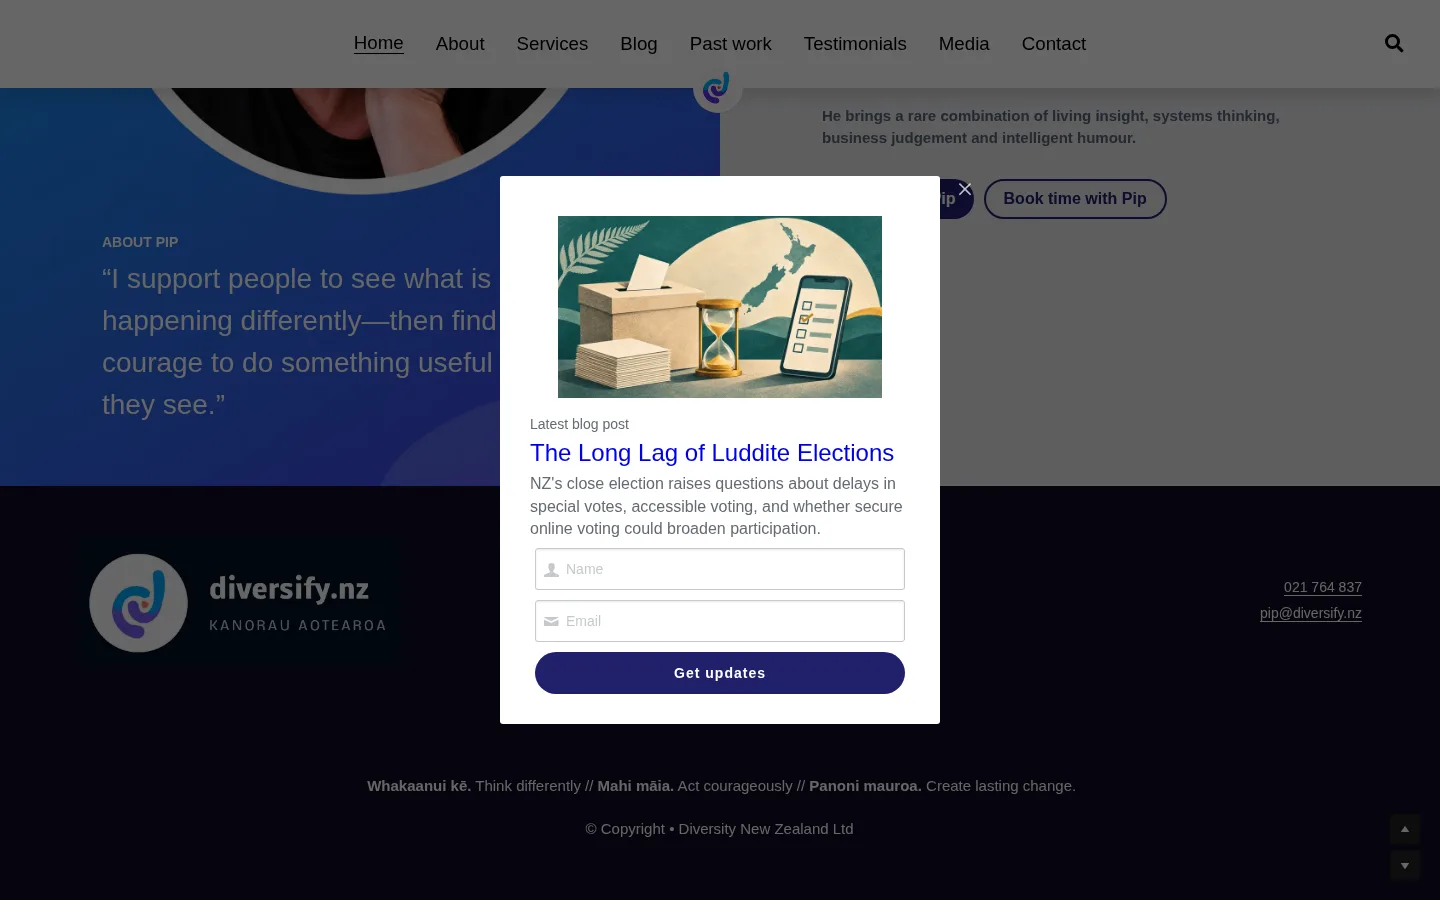 Home About Services Blog Past work Testimonials Media Contact
He brings a rare combination of living insight, systems thinking,
business judgement and intelligent humour.
Book time with Pip
ABOUT PIP
“I support people to see what is
happening differently—then find
courage to do something useful
they see.”
Latest blog post
The Long Lag of Luddite Elections
NZ's close election raises questions about delays in
special votes, accessible voting, and whether secure
online voting could broaden participation.
Name
Email
Get updates
diversify.nz
KANORAU AOTEAROA
021 764 837
pip@diversify.nz
Whakaanui kē. Think differently // Mahi māia. Act courageously // Panoni mauroa. Create lasting change.
© Copyright • Diversity New Zealand Ltd